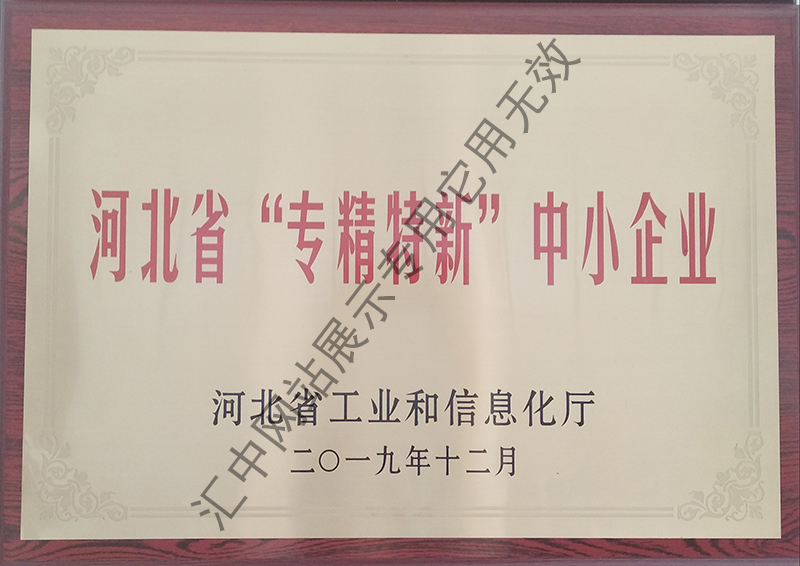 河北省“专精特新”中小企业
河北省工业和信息化厅
二〇一九年十二月
汇中网站展示专用它用无效